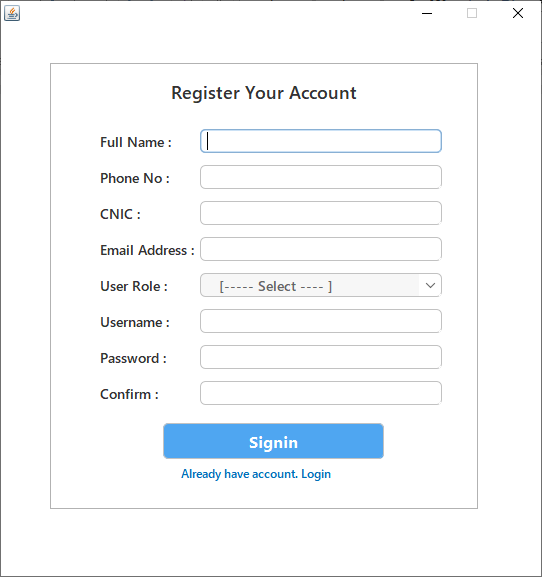 Register Your Account
Full Name :
Phone No :
CNIC :
Email Address :
User Role : [----- Select ---- ]
Username :
Password :
Confirm :
Signin
Already have account. Login